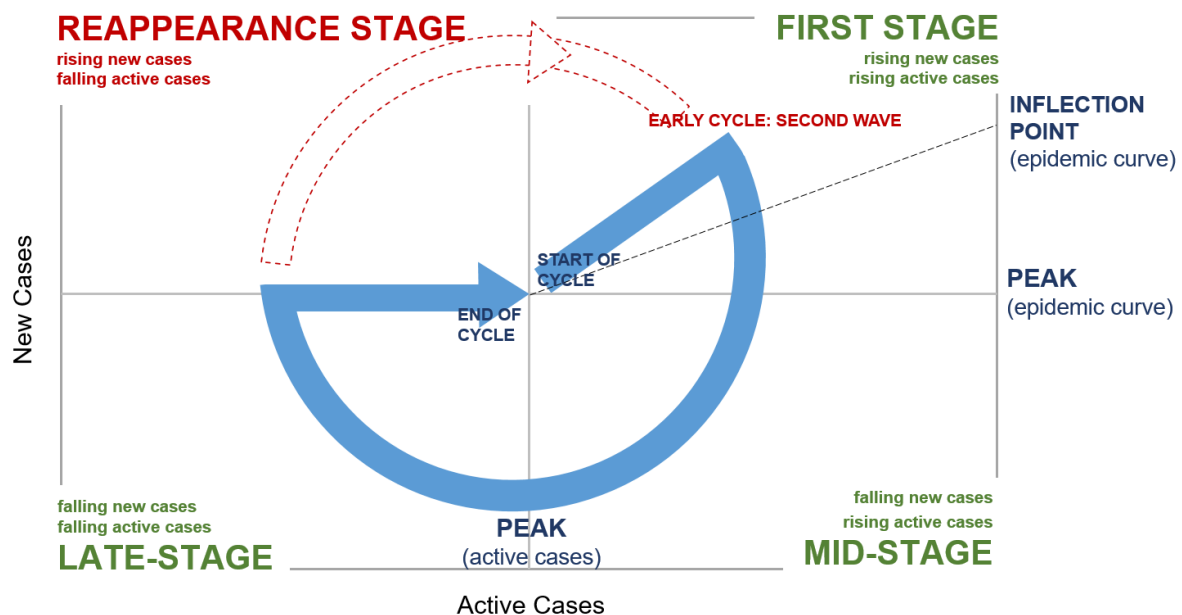 REAPPEARANCE STAGE
rising new cases
falling active cases
FIRST STAGE
rising new cases
rising active cases
EARLY CYCLE: SECOND WAVE
INFLECTION
POINT
(epidemic curve)
START OF
CYCLE
PEAK
(epidemic curve)
END OF
CYCLE
New Cases
falling new cases
falling active cases
LATE-STAGE
PEAK
(active cases)
falling new cases
rising active cases
MID-STAGE
Active Cases